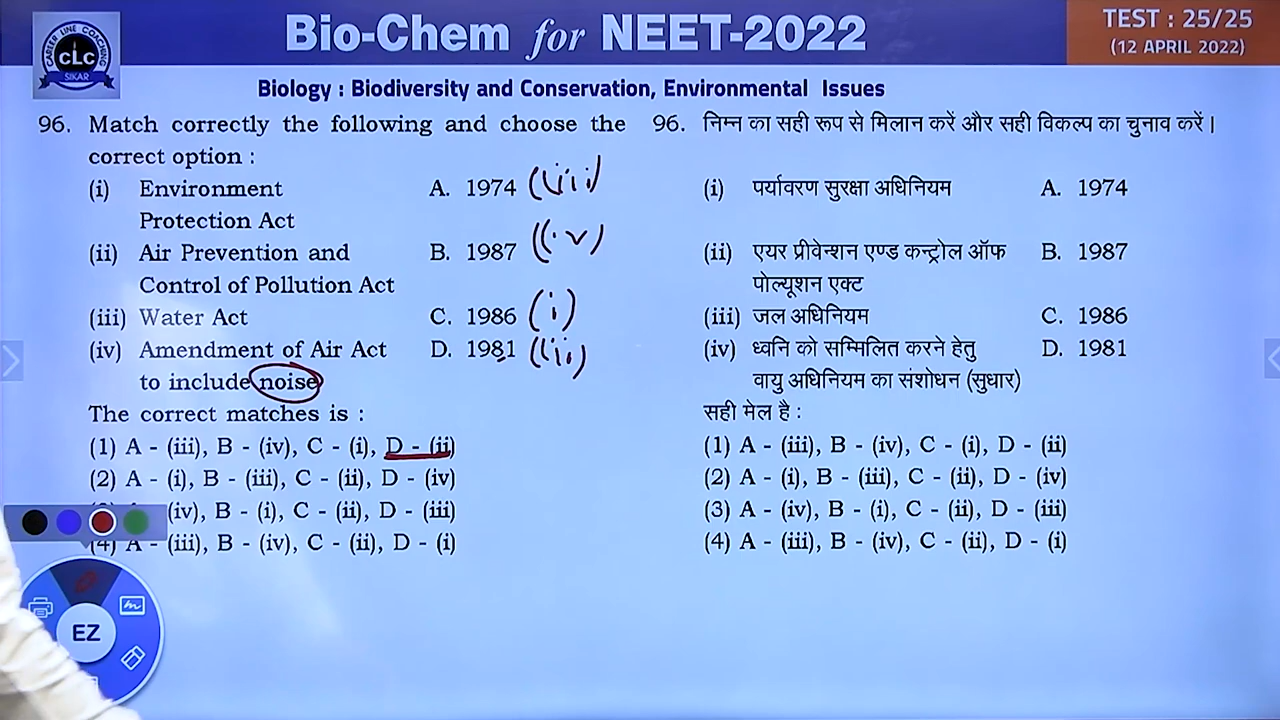 CAREER LINE COACHING
CLC
SIKAR
Bio-Chem for NEET-2022
TEST : 25/25
(12 APRIL 2022)
Biology : Biodiversity and Conservation, Environmental Issues
96. Match correctly the following and choose the
correct option :
(i) Environment A. 1974 (iii)
Protection Act
(ii) Air Prevention and B. 1987 (iv)
Control of Pollution Act
(iii) Water Act C. 1986 (i)
(iv) Amendment of Air Act D. 1981 (ii)
to include noise
The correct matches is :
(1) A - (iii), B - (iv), C - (i), D - (ii)
(2) A - (i), B - (iii), C - (ii), D - (iv)
(iv), B - (i), C - (ii), D - (iii)
(4) A - (iii), B - (iv), C - (ii), D - (i)
96. निम्न का सही रूप से मिलान करें और सही विकल्प का चुनाव करें।
(i) पर्यावरण सुरक्षा अधिनियम A. 1974
(ii) एयर प्रीवेन्शन एण्ड कन्ट्रोल ऑफ B. 1987
पोल्यूशन एक्ट
(iii) जल अधिनियम C. 1986
(iv) ध्वनि को सम्मिलित करने हेतु D. 1981
वायु अधिनियम का संशोधन (सुधार)
सही मेल है :
(1) A - (iii), B - (iv), C - (i), D - (ii)
(2) A - (i), B - (iii), C - (ii), D - (iv)
(3) A - (iv), B - (i), C - (ii), D - (iii)
(4) A - (iii), B - (iv), C - (ii), D - (i)
EZ